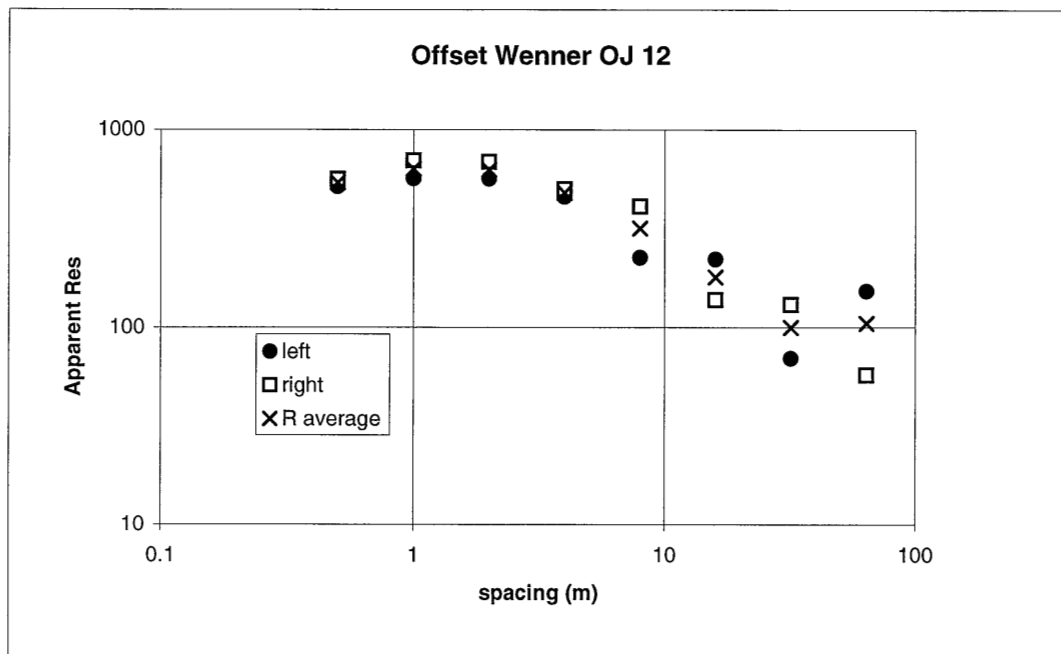 Offset Wenner OJ 12
1000
100
10
Apparent Res
left
right
R average
0.1
1
10
100
spacing (m)